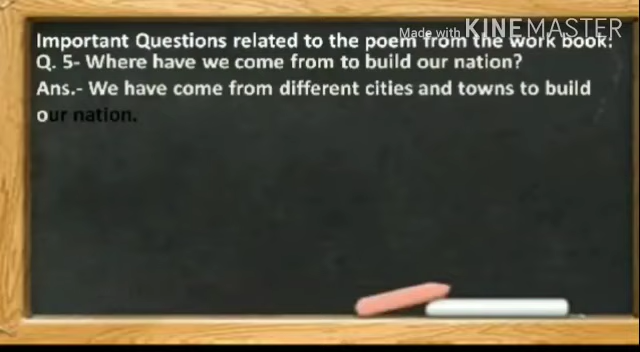 Made with KINEMASTER
Important Questions related to the poem from the work book:
Q. 5- Where have we come from to build our nation?
Ans.- We have come from different cities and towns to build
our nation.